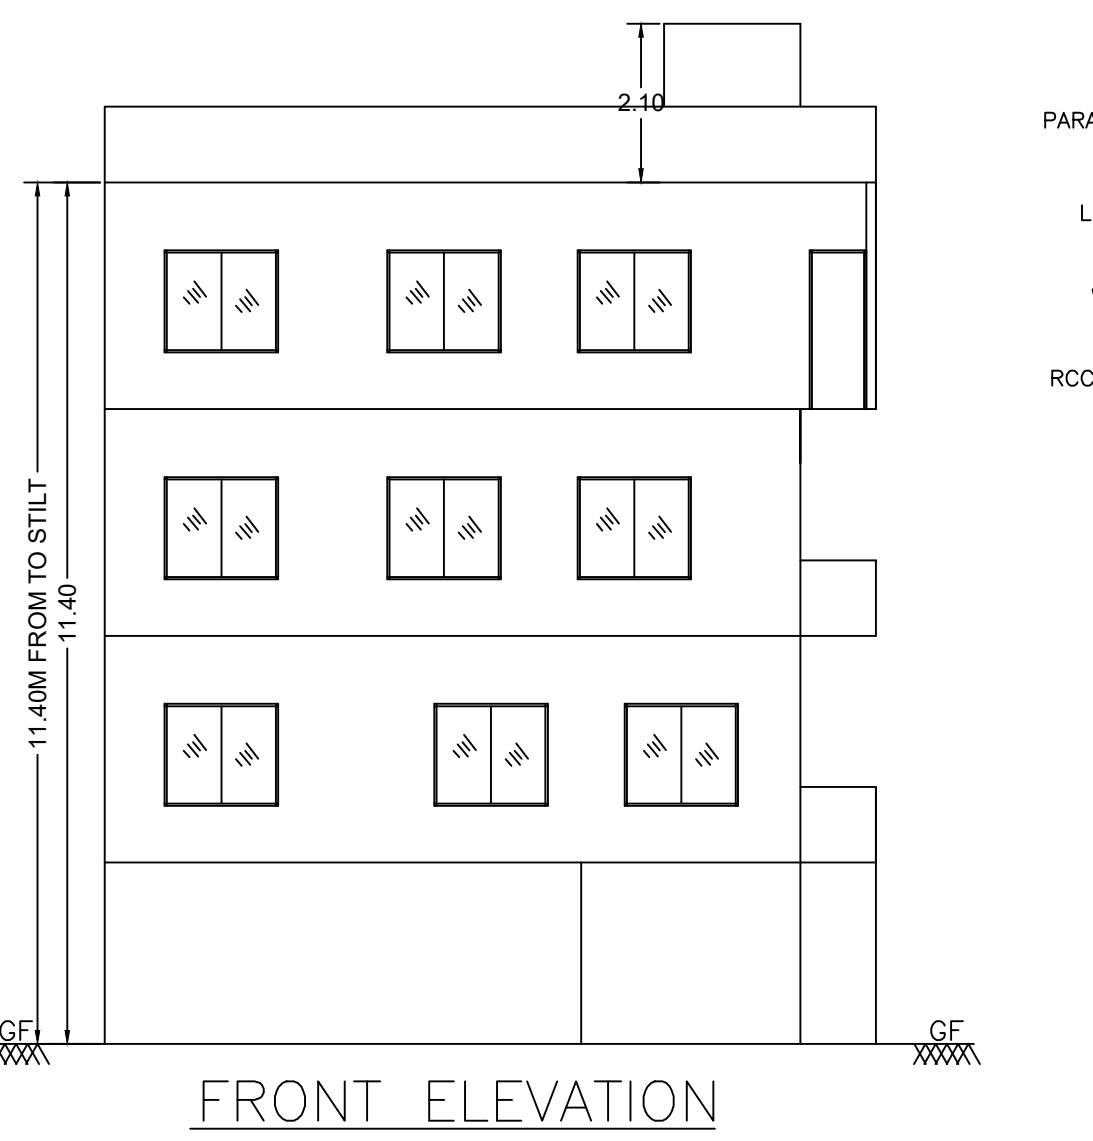 2.10
PARA
L
RCC
11.40M FROM TO STILT
11.40
GF
GF
FRONT ELEVATION